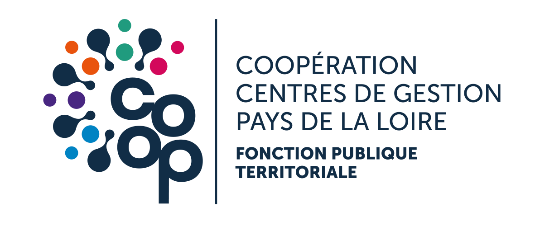 coop
COOPÉRATION
CENTRES DE GESTION
PAYS DE LA LOIRE
FONCTION PUBLIQUE
TERRITORIALE